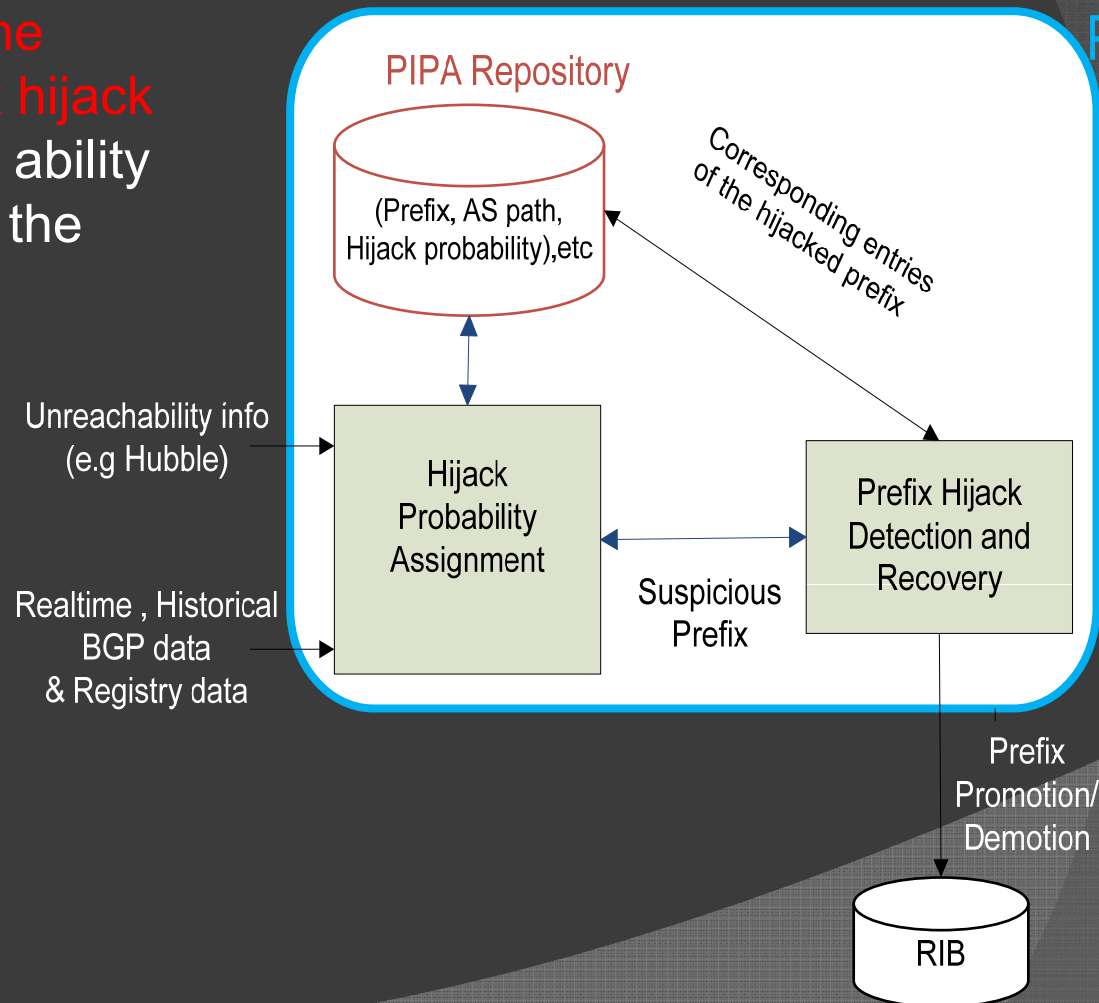 hijack
ability
the
PIPA Repository
(Prefix, AS path,
Hijack probability),etc
Corresponding entries
of the hijacked prefix
Unreachability info
(e.g Hubble)
Realtime , Historical
BGP data
& Registry data
Hijack
Probability
Assignment
Suspicious
Prefix
Prefix Hijack
Detection and
Recovery
Prefix
Promotion/
Demotion
RIB